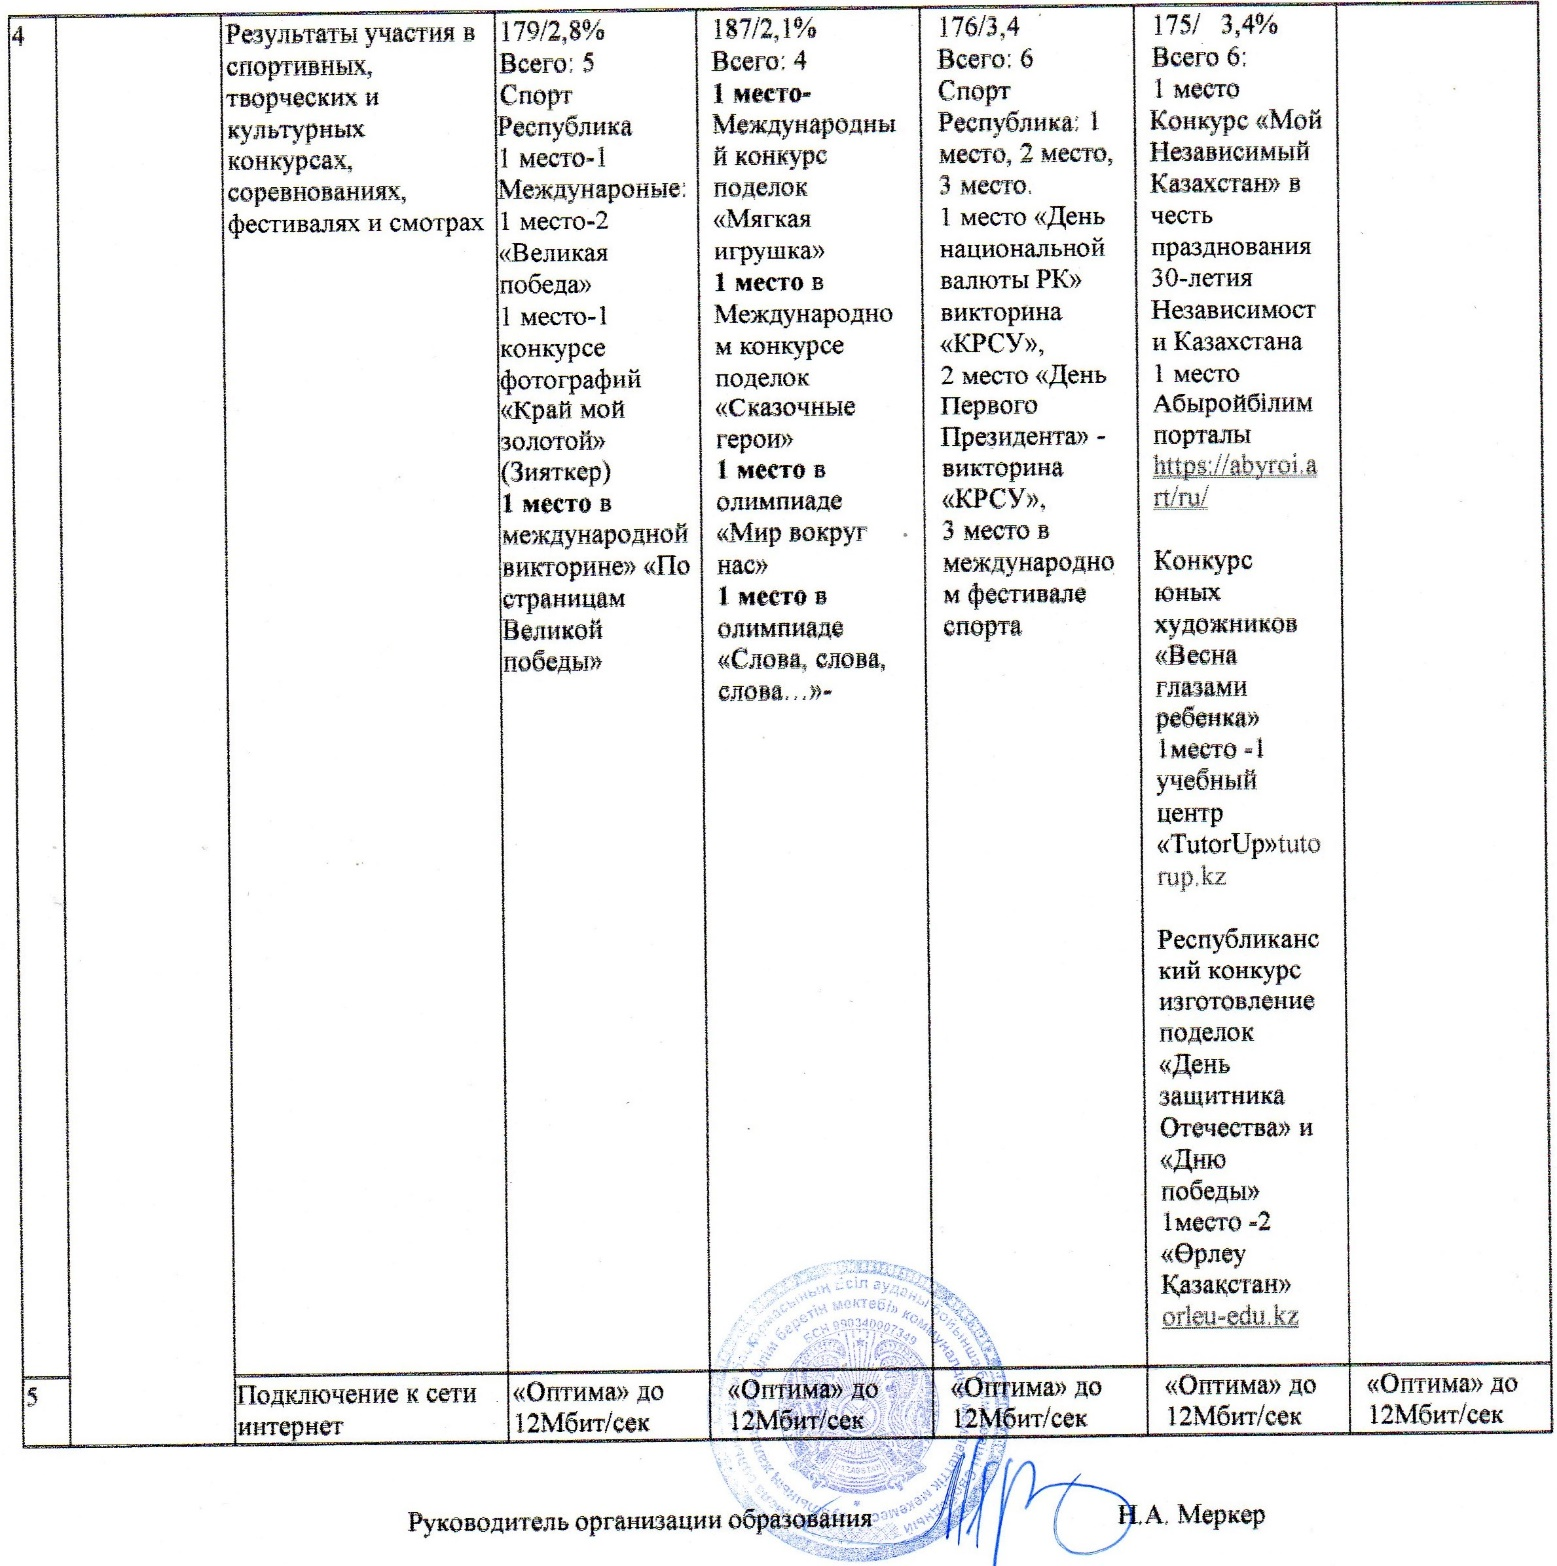 4
Результаты участия в
спортивных,
творческих и
культурных
конкурсах,
соревнованиях,
фестивалях и смотрах
179/2,8%
Всего: 5
Спорт
Республика
1 место-1
Междунароные:
1 место-2
«Великая
победа»
1 место-1
конкурсе
фотографий
«Край мой
золотой»
(Зияткер)
1 место в
международной
викторине» «По
страницам
Великой
победы»
187/2,1%
Всего: 4
1 место-
Международны
й конкурс
поделок
«Мягкая
игрушка»
1 место в
Международно
м конкурсе
поделок
«Сказочные
герои»
1 место в
олимпиаде
«Мир вокруг
нас»
1 место в
олимпиаде
«Слова, слова,
слова...»-
176/3,4
Всего: 6
Спорт
Республика: 1
место, 2 место,
3 место.
1 место «День
национальной
валюты РК»
викторина
«КРСУ»,
2 место «День
Первого
Президента» -
викторина
«КРСУ»,
3 место в
международно
м фестивале
спорта
175/ 3,4%
Всего 6:
1 место
Конкурс «Мой
Независимый
Казахстан» в
честь
празднования
30-летия
Независимост
и Казахстана
1 место
Абыройбілим
порталы
https://abyroi.a
rt/ru/
Конкурс
юных
художников
«Весна
глазами
ребенка»
1место -1
учебный
центр
«TutorUp»tuto
rup.kz
Республиканс
кий конкурс
изготовление
поделок
«День
защитника
Отечества» и
«Дню
победы»
1место -2
«Өрлеу
Қазақстан»
orleu-edu.kz
5
Подключение к сети
интернет
«Оптима» до
12Мбит/сек
«Оптима» до
12Мбит/сек
«Оптима» до
12Мбит/сек
«Оптима» до
12Мбит/сек
«Оптима» до
12Мбит/сек
Есіл ауданы бойынша
беретін мектебі» коммунал
БСН 990340007349
Руководитель организации образования
Н.А. Меркер